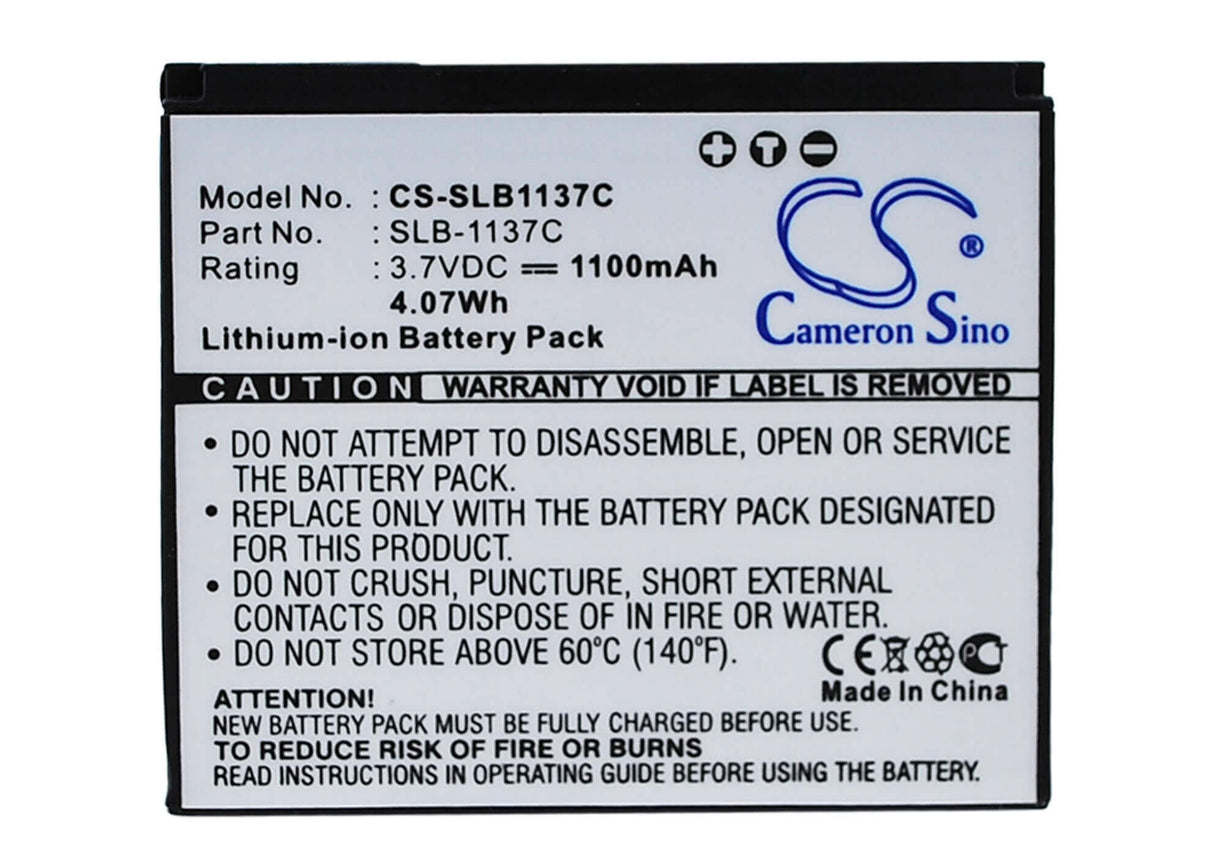 Model No. : CS-SLB1137C
Part No. : SLB-1137C
Rating : 3.7VDC ⎓ 1100mAh
4.07Wh
Lithium-ion Battery Pack
CS®
Cameron Sino
CAUTION WARRANTY VOID IF LABEL IS REMOVED
• DO NOT ATTEMPT TO DISASSEMBLE, OPEN OR SERVICE
THE BATTERY PACK.
• REPLACE ONLY WITH THE BATTERY PACK DESIGNATED
FOR THIS PRODUCT.
• DO NOT CRUSH, PUNCTURE, SHORT EXTERNAL
CONTACTS OR DISPOSE OF IN FIRE OR WATER.
• DO NOT STORE ABOVE 60°C (140°F).
CE
Made In China
ATTENTION!
NEW BATTERY PACK MUST BE FULLY CHARGED BEFORE USE.
TO REDUCE RISK OF FIRE OR BURNS
READ INSTRUCTIONS IN OPERATING GUIDE BEFORE USING THE BATTERY.